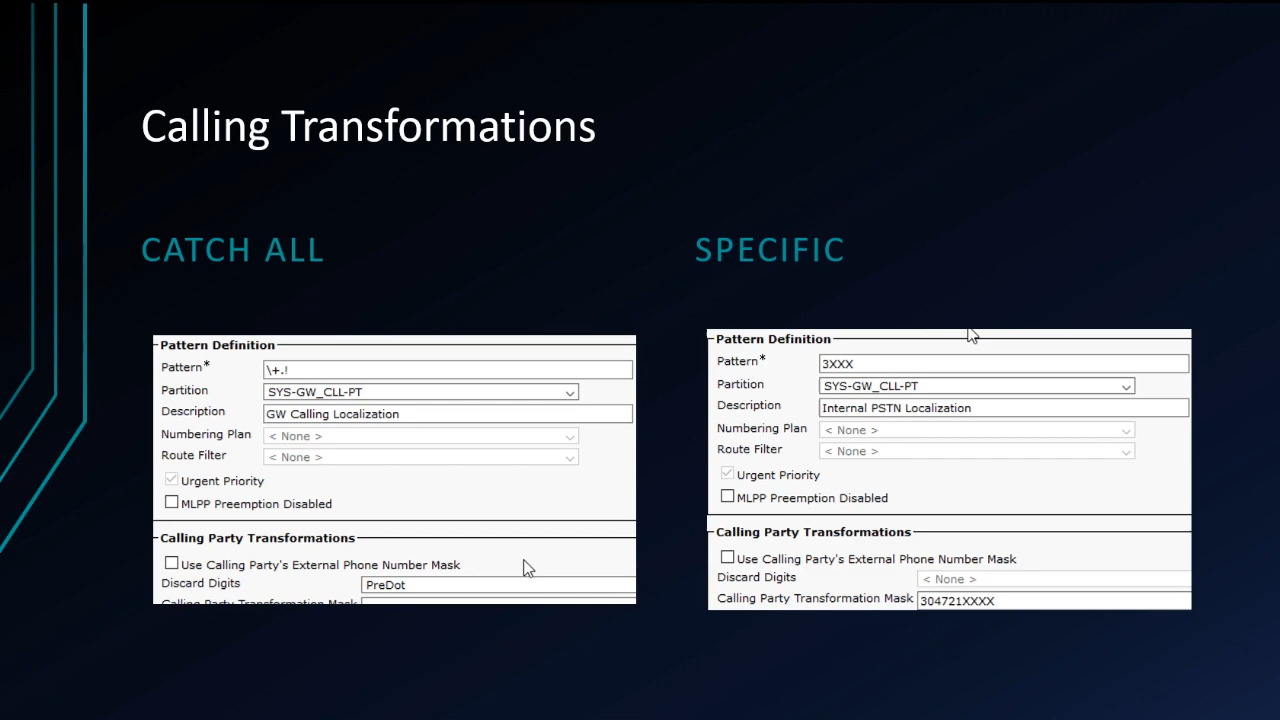 Calling Transformations
CATCH ALL
Pattern Definition
Pattern* \+.!
Partition SYS-GW_CLL-PT
Description GW Calling Localization
Numbering Plan < None >
Route Filter < None >
Urgent Priority
MLPP Preemption Disabled
Calling Party Transformations
Use Calling Party's External Phone Number Mask
Discard Digits PreDot
Calling Party Transformation Mask
SPECIFIC
Pattern Definition
Pattern* 3XXX
Partition SYS-GW_CLL-PT
Description Internal PSTN Localization
Numbering Plan < None >
Route Filter < None >
Urgent Priority
MLPP Preemption Disabled
Calling Party Transformations
Use Calling Party's External Phone Number Mask
Discard Digits < None >
Calling Party Transformation Mask 304721XXXX